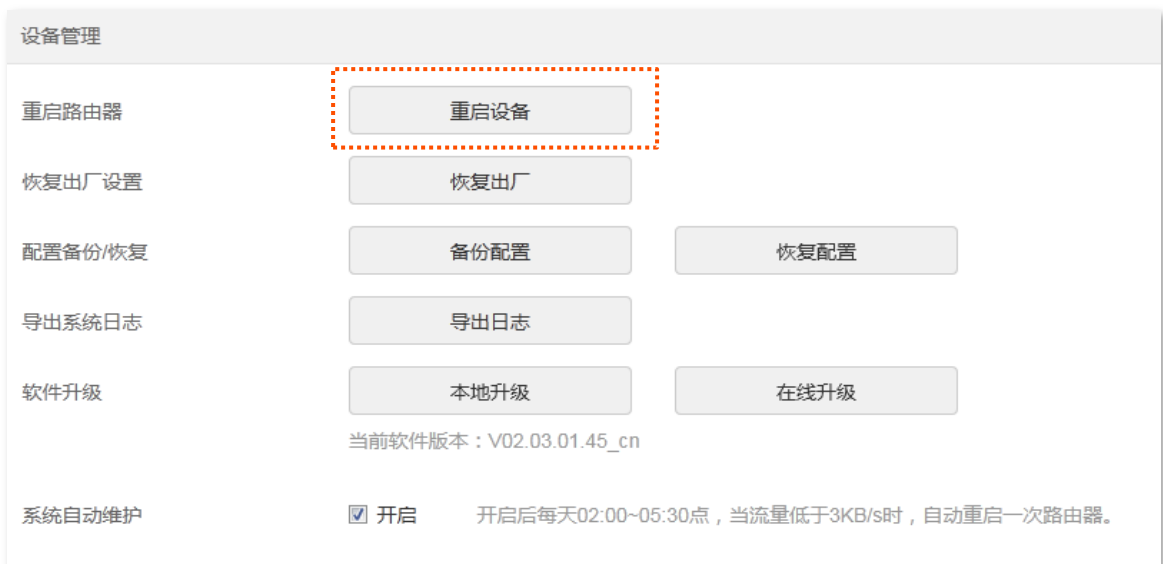 设备管理
重启路由器 重启设备
恢复出厂设置 恢复出厂
配置备份/恢复 备份配置 恢复配置
导出系统日志 导出日志
软件升级 本地升级 在线升级
当前软件版本：V02.03.01.45_cn
系统自动维护 开启 开启后每天02:00~05:30点，当流量低于3KB/s时，自动重启一次路由器。